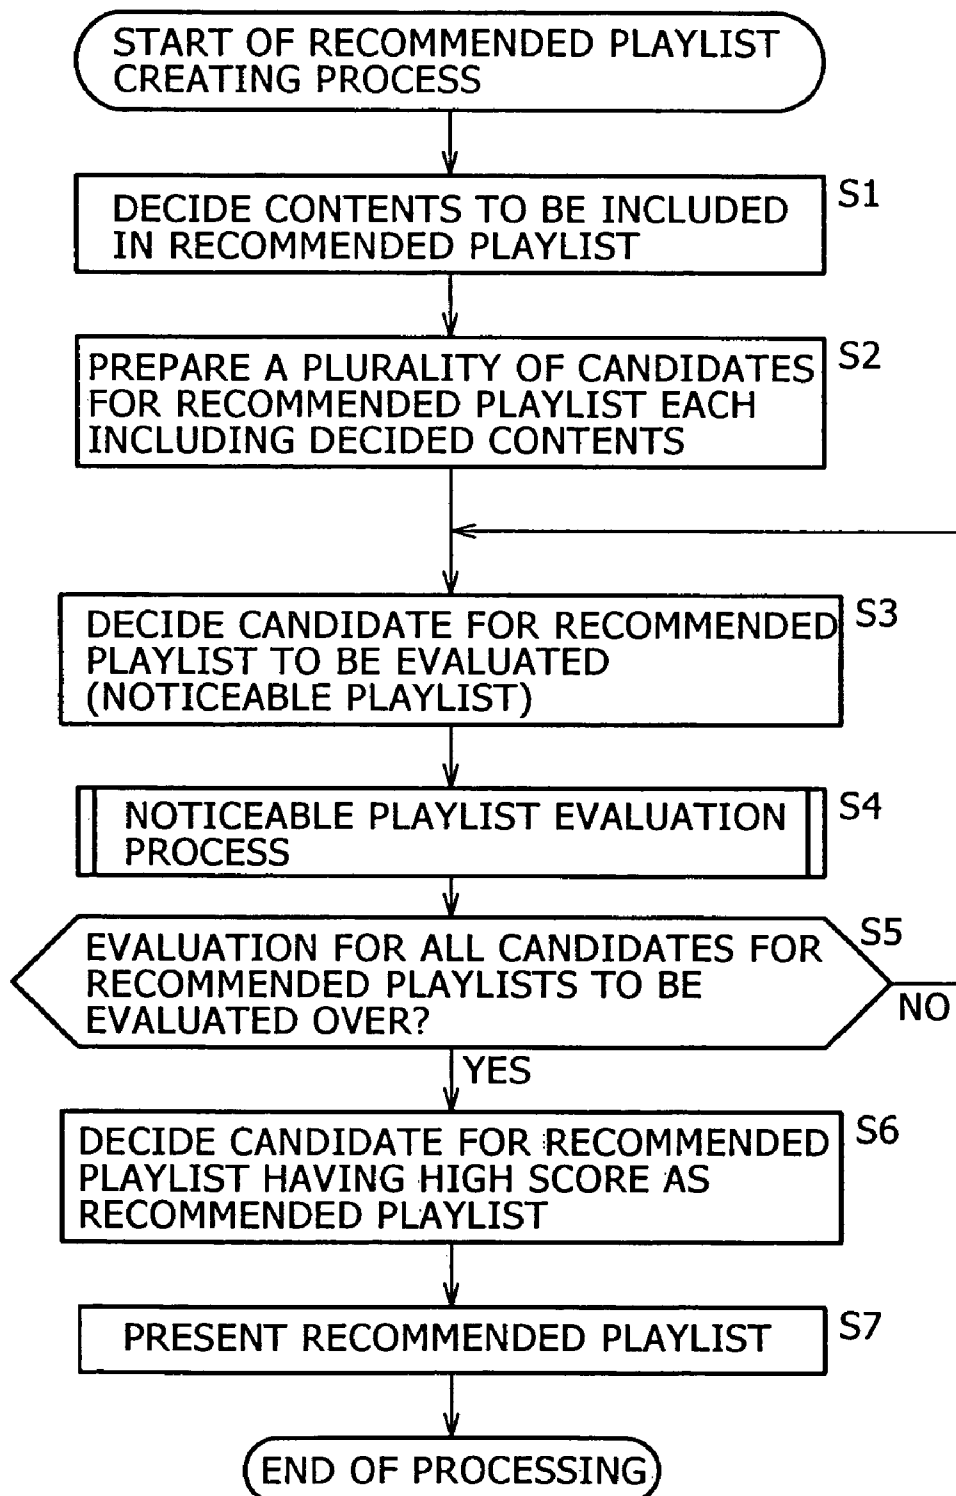 START OF RECOMMENDED PLAYLIST
CREATING PROCESS
S1
DECIDE CONTENTS TO BE INCLUDED
IN RECOMMENDED PLAYLIST
S2
PREPARE A PLURALITY OF CANDIDATES
FOR RECOMMENDED PLAYLIST EACH
INCLUDING DECIDED CONTENTS
S3
DECIDE CANDIDATE FOR RECOMMENDED
PLAYLIST TO BE EVALUATED
(NOTICEABLE PLAYLIST)
S4
NOTICEABLE PLAYLIST EVALUATION
PROCESS
S5
EVALUATION FOR ALL CANDIDATES FOR
RECOMMENDED PLAYLISTS TO BE
EVALUATED OVER?
NO
YES
S6
DECIDE CANDIDATE FOR RECOMMENDED
PLAYLIST HAVING HIGH SCORE AS
RECOMMENDED PLAYLIST
S7
PRESENT RECOMMENDED PLAYLIST
END OF PROCESSING